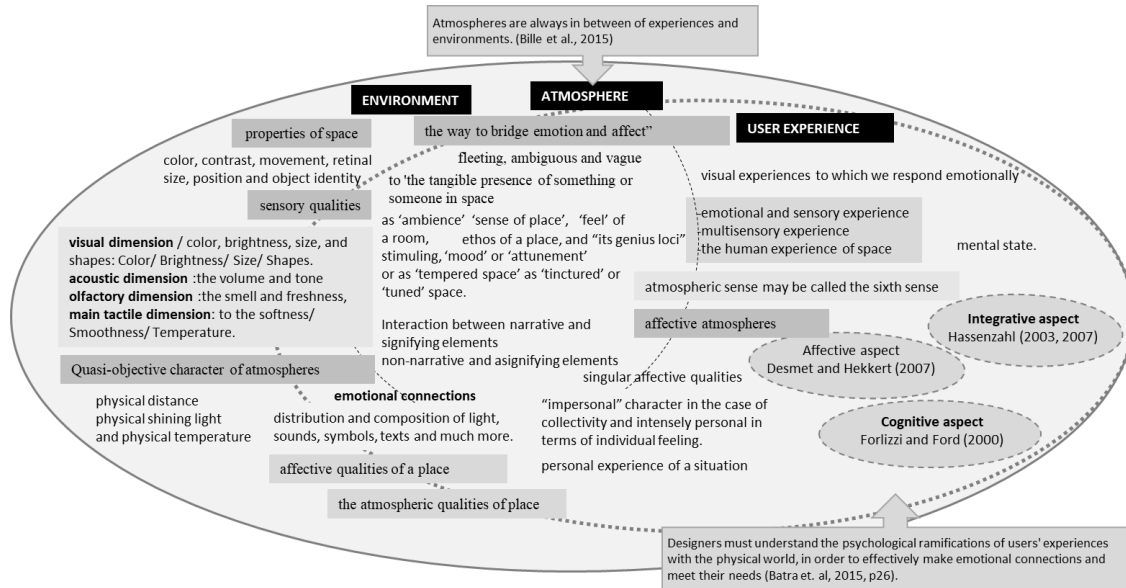 Atmospheres are always in between of experiences and
environments. (Bille et al., 2015)
ENVIRONMENT
ATMOSPHERE
USER EXPERIENCE
properties of space
color, contrast, movement, retinal
size, position and object identity
sensory qualities
visual dimension / color, brightness, size, and
shapes: Color/ Brightness/ Size/ Shapes.
acoustic dimension :the volume and tone
olfactory dimension :the smell and freshness,
main tactile dimension: to the softness/
Smoothness/ Temperature.
Quasi-objective character of atmospheres
physical distance
physical shining light
and physical temperature
the way to bridge emotion and affect”
fleeting, ambiguous and vague
to 'the tangible presence of something or
someone in space
as ‘ambience’ ‘sense of place’, ‘feel’ of
a room, ethos of a place, and “its genius loci”
stimuling, ‘mood’ or ‘attunement’
or as ‘tempered space’ as ‘tinctured’ or
‘tuned’ space.
Interaction between narrative and
signifying elements
non-narrative and asignifying elements
emotional connections
distribution and composition of light,
sounds, symbols, texts and much more.
affective qualities of a place
the atmospheric qualities of place
visual experiences to which we respond emotionally
-emotional and sensory experience
-multisensory experience
-the human experience of space
mental state.
atmospheric sense may be called the sixth sense
affective atmospheres
singular affective qualities
“impersonal” character in the case of
collectivity and intensely personal in
terms of individual feeling.
personal experience of a situation
Integrative aspect
Hassenzahl (2003, 2007)
Affective aspect
Desmet and Hekkert (2007)
Cognitive aspect
Forlizzi and Ford (2000)
Designers must understand the psychological ramifications of users' experiences
with the physical world, in order to effectively make emotional connections and
meet their needs (Batra et. al, 2015, p26).